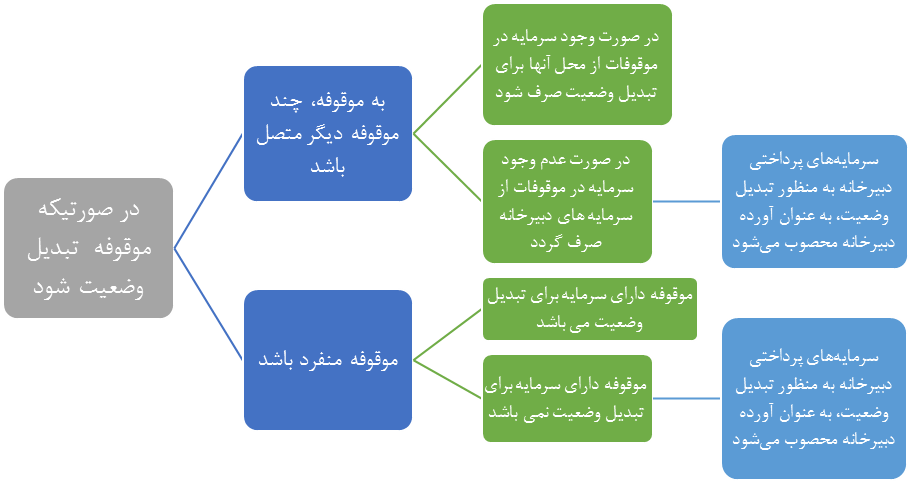 در صورتیکه
موقوفه تبدیل
وضعیت شود
به موقوفه، چند
موقوفه دیگر متصل
باشد
در صورت وجود سرمایه در
موقوفات از محل آنها برای
تبدیل وضعیت صرف شود
در صورت عدم وجود
سرمایه در موقوفات از
سرمایه های دبیرخانه
صرف گردد
سرمایه‌های پرداختی
دبیرخانه به منظور تبدیل
وضعیت، به عنوان آورده
دبیرخانه محصوب می‌شود
موقوفه منفرد باشد
موقوفه دارای سرمایه برای تبدیل
وضعیت می باشد
موقوفه دارای سرمایه برای
تبدیل وضعیت نمی باشد
سرمایه‌های پرداختی
دبیرخانه به منظور تبدیل
وضعیت، به عنوان آورده
دبیرخانه محصوب می‌شود